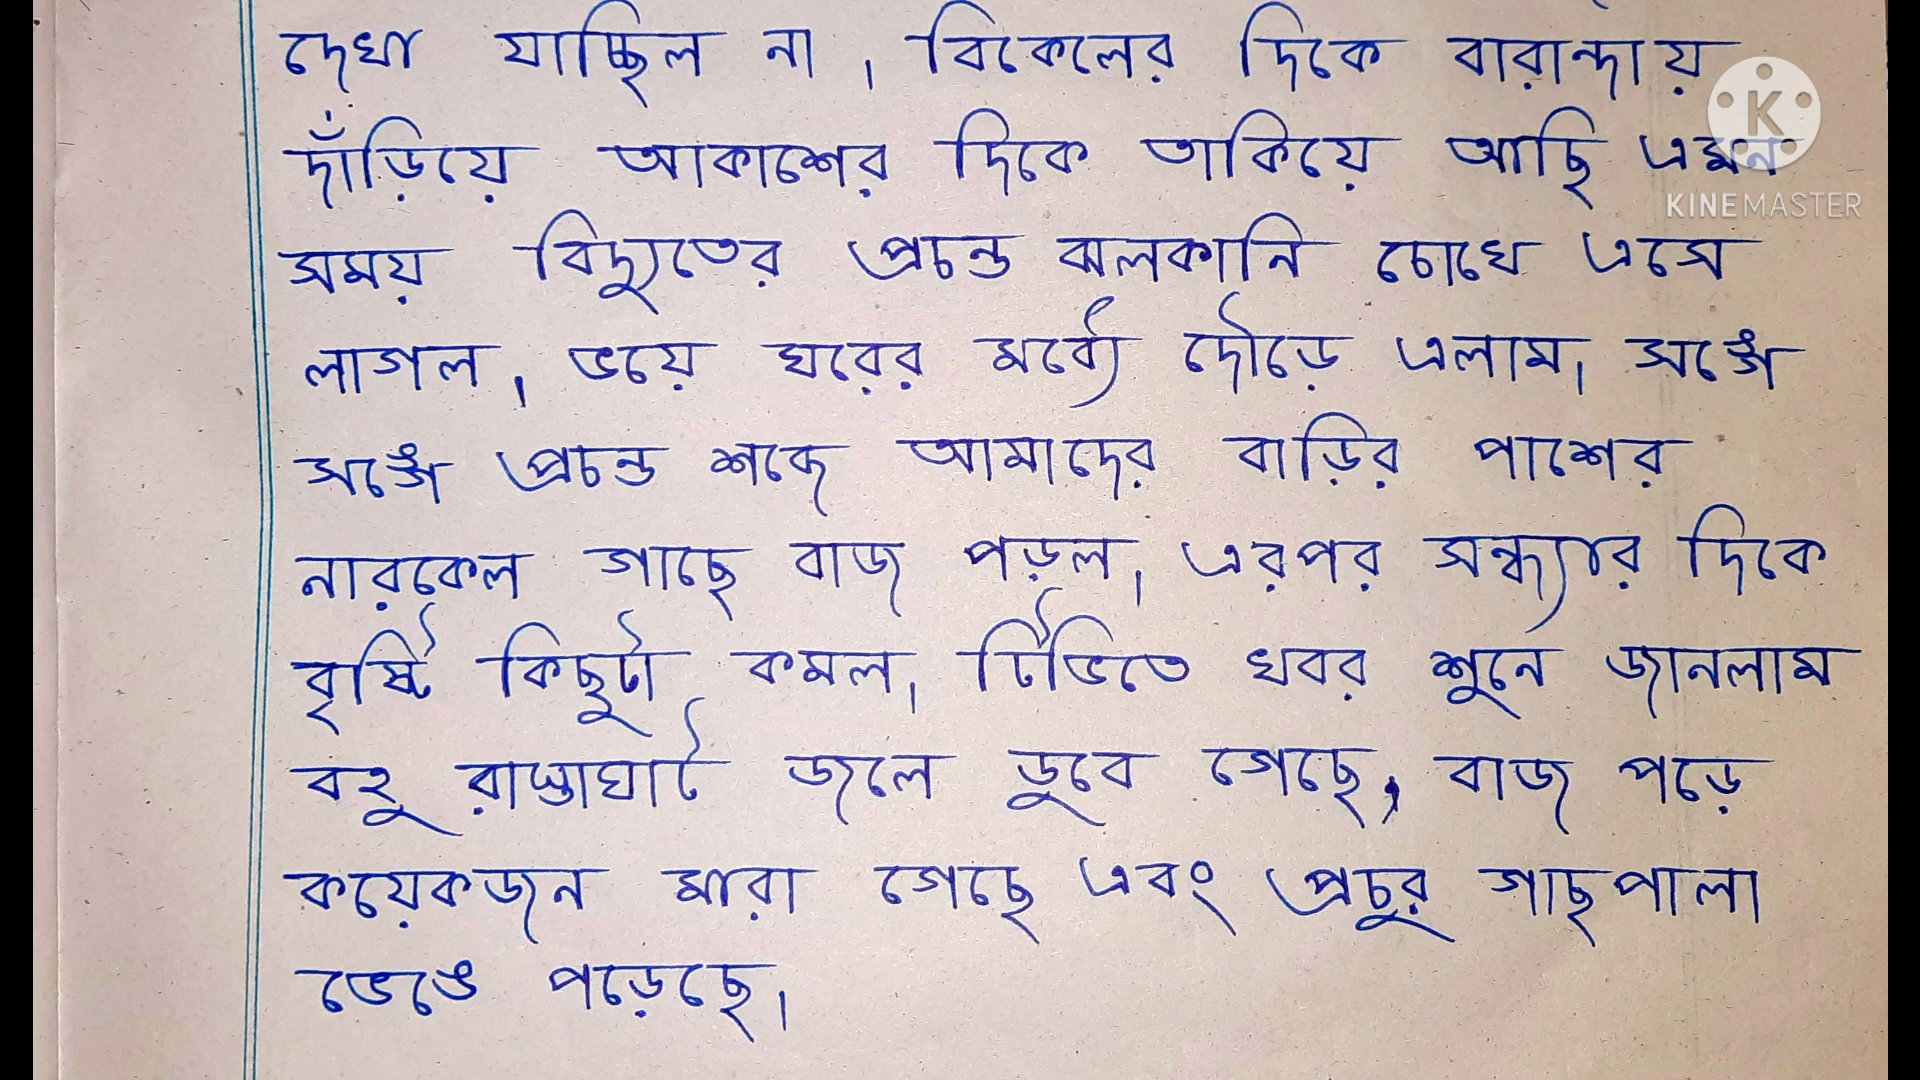 দেখা যাচ্ছিল না। বিকেলের দিকে বারান্দায়
দাঁড়িয়ে আকাশের দিকে তাকিয়ে আছি এমন
সময় বিদ্যুতের প্রচন্ড ঝলকানি চোখে এসে
লাগল। ভয়ে ঘরের মধ্যে দৌড়ে এলাম। সঙ্গে
সঙ্গে প্রচন্ড শব্দে আমাদের বাড়ির পাশের
নারকেল গাছে বাজ পড়ল। এরপর সন্ধ্যার দিকে
বৃষ্টি কিছুটা কমল। টিভিতে খবর শুনে জানলাম
বহু রাস্তাঘাট জলে ডুবে গেছে, বাজ পড়ে
কয়েকজন মারা গেছে এবং প্রচুর গাছপালা
ভেঙে পড়েছে।
K
KINEMASTER